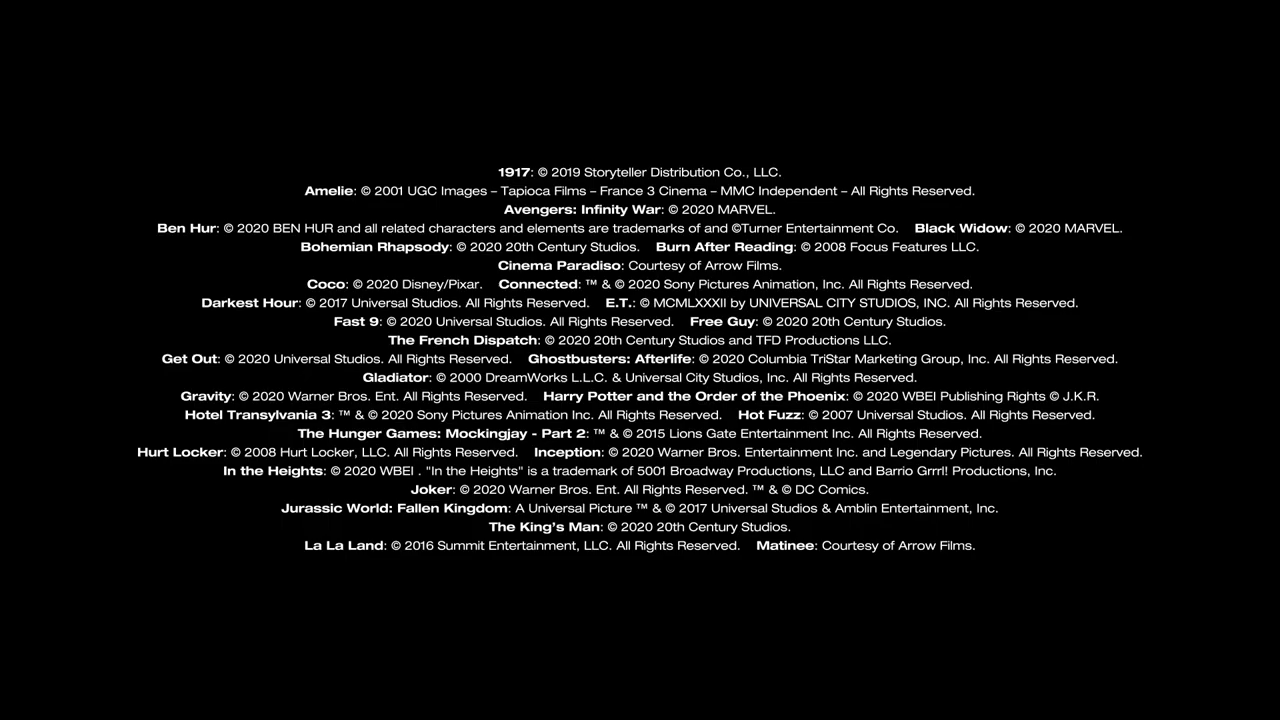 1917: © 2019 Storyteller Distribution Co., LLC.
Amelie: © 2001 UGC Images – Tapioca Films – France 3 Cinema – MMC Independent – All Rights Reserved.
Avengers: Infinity War: © 2020 MARVEL.
Ben Hur: © 2020 BEN HUR and all related characters and elements are trademarks of and ©Turner Entertainment Co. Black Widow: © 2020 MARVEL.
Bohemian Rhapsody: © 2020 20th Century Studios. Burn After Reading: © 2008 Focus Features LLC.
Cinema Paradiso: Courtesy of Arrow Films.
Coco: © 2020 Disney/Pixar. Connected: ™ & © 2020 Sony Pictures Animation, Inc. All Rights Reserved.
Darkest Hour: © 2017 Universal Studios. All Rights Reserved. E.T.: © MCMLXXXII by UNIVERSAL CITY STUDIOS, INC. All Rights Reserved.
Fast 9: © 2020 Universal Studios. All Rights Reserved. Free Guy: © 2020 20th Century Studios.
The French Dispatch: © 2020 20th Century Studios and TFD Productions LLC.
Get Out: © 2020 Universal Studios. All Rights Reserved. Ghostbusters: Afterlife: © 2020 Columbia TriStar Marketing Group, Inc. All Rights Reserved.
Gladiator: © 2000 DreamWorks L.L.C. & Universal City Studios, Inc. All Rights Reserved.
Gravity: © 2020 Warner Bros. Ent. All Rights Reserved. Harry Potter and the Order of the Phoenix: © 2020 WBEI Publishing Rights © J.K.R.
Hotel Transylvania 3: ™ & © 2020 Sony Pictures Animation Inc. All Rights Reserved. Hot Fuzz: © 2007 Universal Studios. All Rights Reserved.
The Hunger Games: Mockingjay - Part 2: ™ & © 2015 Lions Gate Entertainment Inc. All Rights Reserved.
Hurt Locker: © 2008 Hurt Locker, LLC. All Rights Reserved. Inception: © 2020 Warner Bros. Entertainment Inc. and Legendary Pictures. All Rights Reserved.
In the Heights: © 2020 WBEI . "In the Heights" is a trademark of 5001 Broadway Productions, LLC and Barrio Grrrl! Productions, Inc.
Joker: © 2020 Warner Bros. Ent. All Rights Reserved. ™ & © DC Comics.
Jurassic World: Fallen Kingdom: A Universal Picture ™ & © 2017 Universal Studios & Amblin Entertainment, Inc.
The King's Man: © 2020 20th Century Studios.
La La Land: © 2016 Summit Entertainment, LLC. All Rights Reserved. Matinee: Courtesy of Arrow Films.